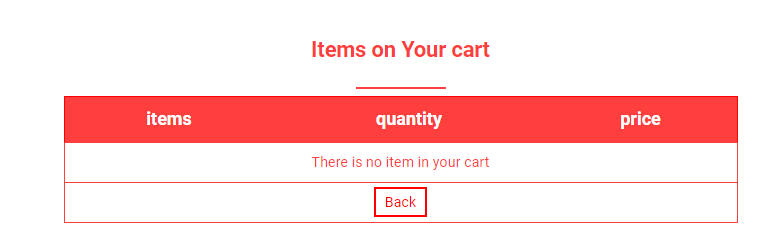 Items on Your cart
items quantity price
There is no item in your cart
Back